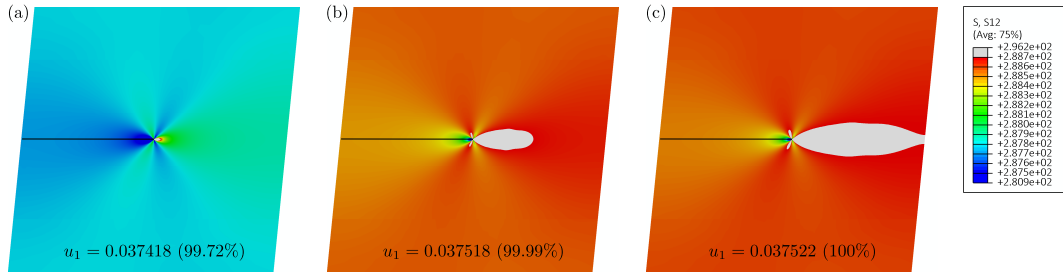 (a)
(b)
(c)
u₁ = 0.037418 (99.72%)
u₁ = 0.037518 (99.99%)
u₁ = 0.037522 (100%)
S, S12
(Avg: 75%)
+2.962e+02
+2.887e+02
+2.886e+02
+2.885e+02
+2.884e+02
+2.883e+02
+2.882e+02
+2.881e+02
+2.880e+02
+2.879e+02
+2.878e+02
+2.877e+02
+2.876e+02
+2.875e+02
+2.809e+02